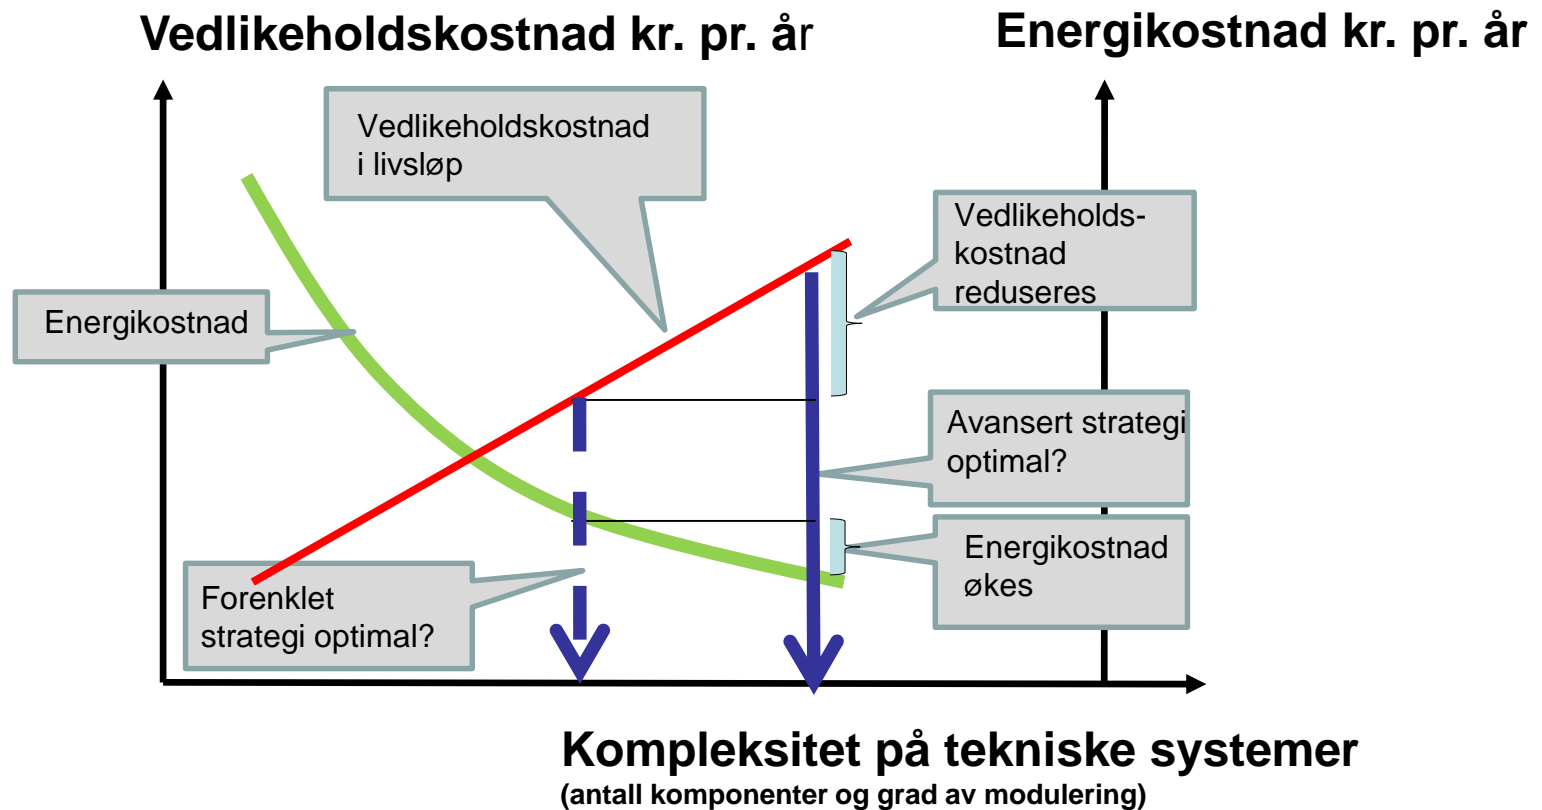 Vedlikeholdskostnad kr. pr. år
Energikostnad kr. pr. år
Vedlikeholdskostnad
i livsløp
Vedlikeholds-
kostnad
reduseres
Energikostnad
Avansert strategi
optimal?
Energikostnad
økes
Forenklet
strategi optimal?
Kompleksitet på tekniske systemer
(antall komponenter og grad av modulering)